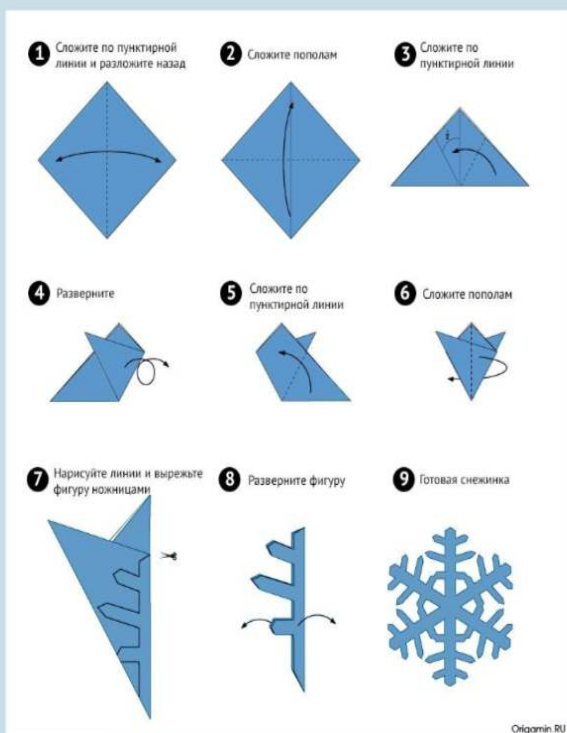 1 Сложите по пунктирной
линии и разложите назад
2 Сложите пополам
3 Сложите по
пунктирной линии
4 Разверните
5 Сложите по
пунктирной линии
6 Сложите пополам
7 Нарисуйте линии и вырежьте
фигуру ножницами
8 Разверните фигуру
9 Готовая снежинка
Origamin.RU